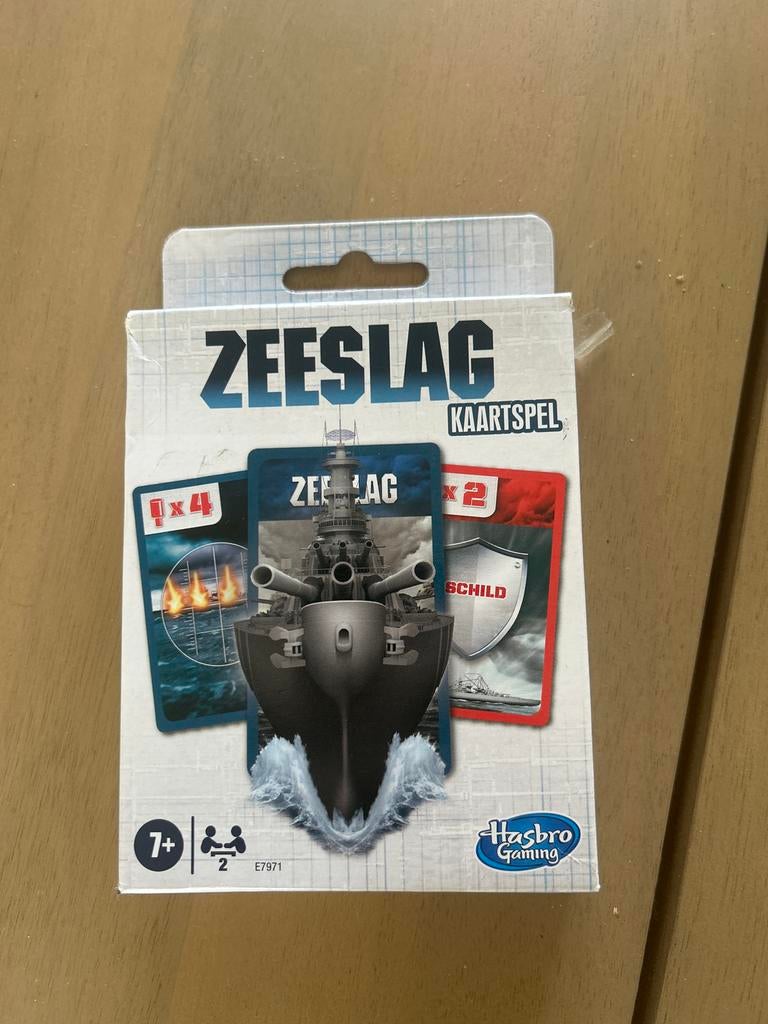 ZEESLAG
KAARTSPEL
x 4
ZEESLAG
x 2
SCHILD
7+
2
E7971
Hasbro
Gaming